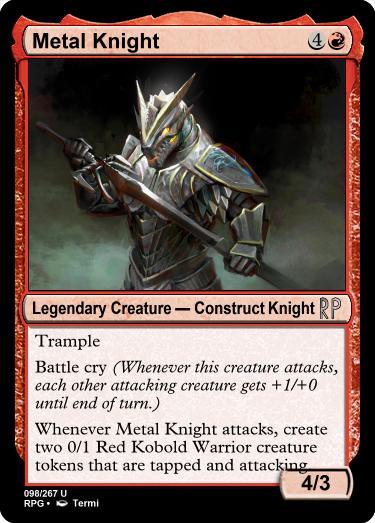 Metal Knight 4
Legendary Creature — Construct Knight RP
Trample
Battle cry (Whenever this creature attacks,
each other attacking creature gets +1/+0
until end of turn.)
Whenever Metal Knight attacks, create
two 0/1 Red Kobold Warrior creature
tokens that are tapped and attacking
4/3
098/267 U
RPG • Termi